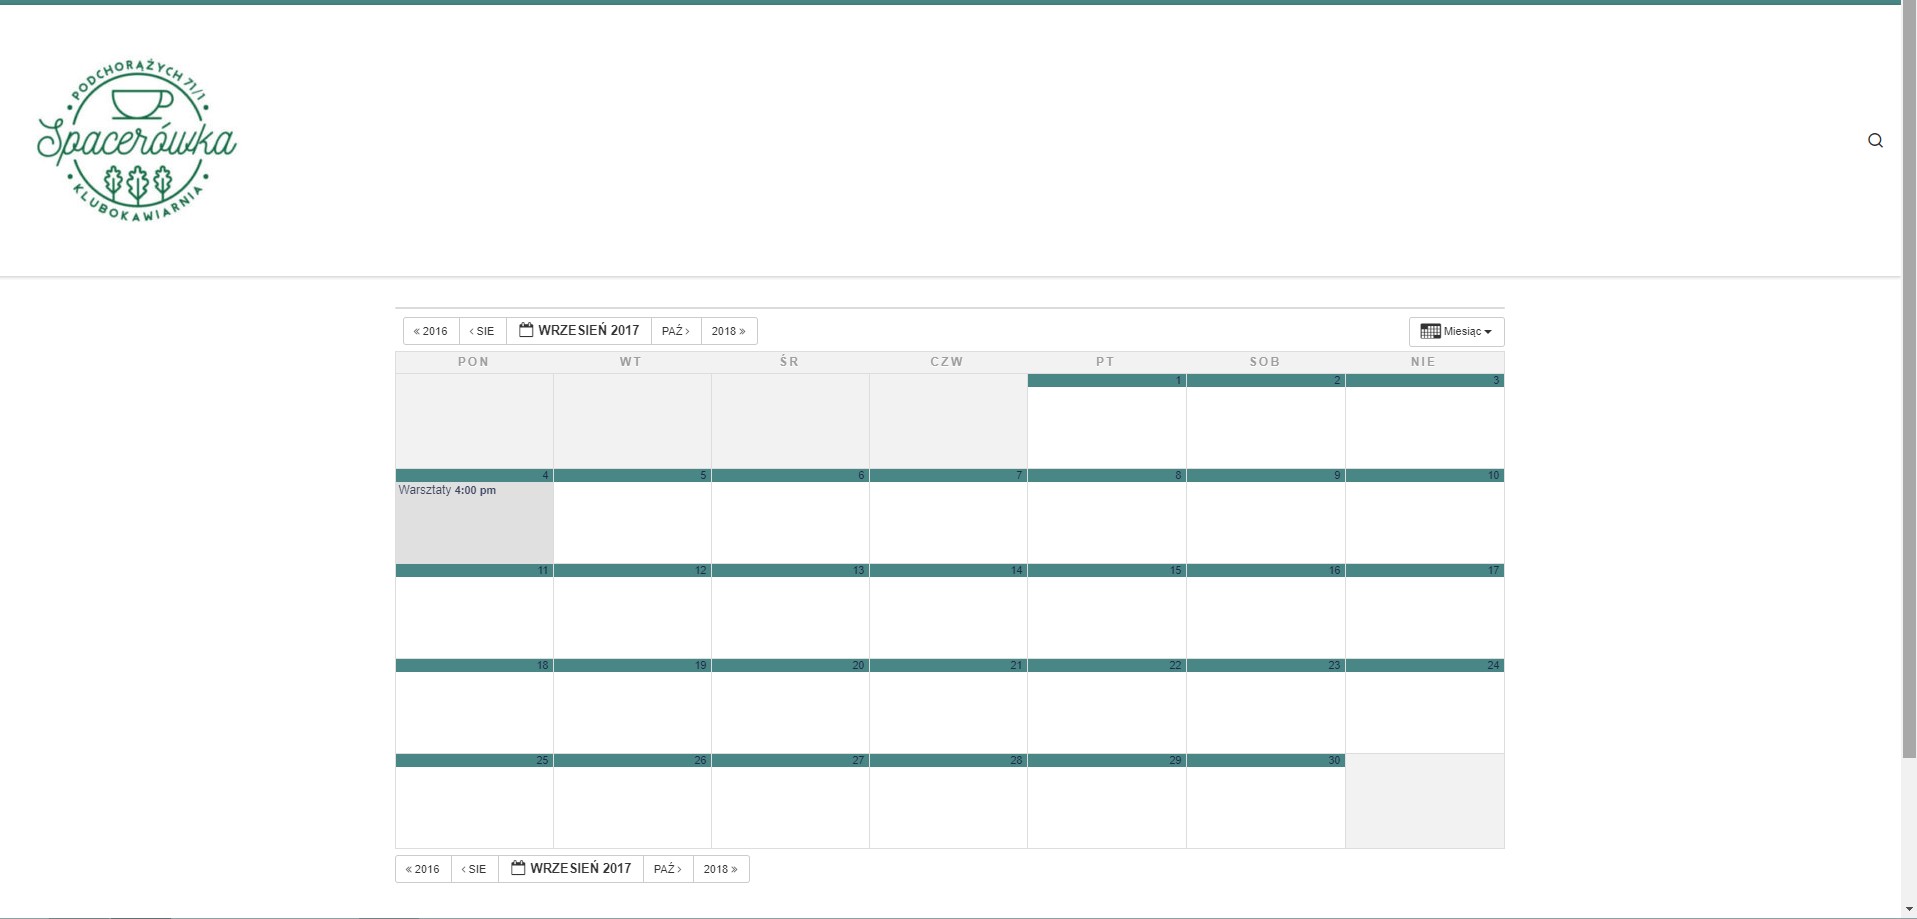 PODCHORĄŻYCH 71/1
Spacerówka
KLUBOKAWIARNIA
« 2016 ‹ SIE WRZESIEŃ 2017 PAŹ › 2018 » Miesiąc
PON WT ŚR CZW PT SOB NIE
1 2 3
4 5 6 7 8 9 10
Warsztaty 4:00 pm
11 12 13 14 15 16 17
18 19 20 21 22 23 24
25 26 27 28 29 30
« 2016 ‹ SIE WRZESIEŃ 2017 PAŹ › 2018 »